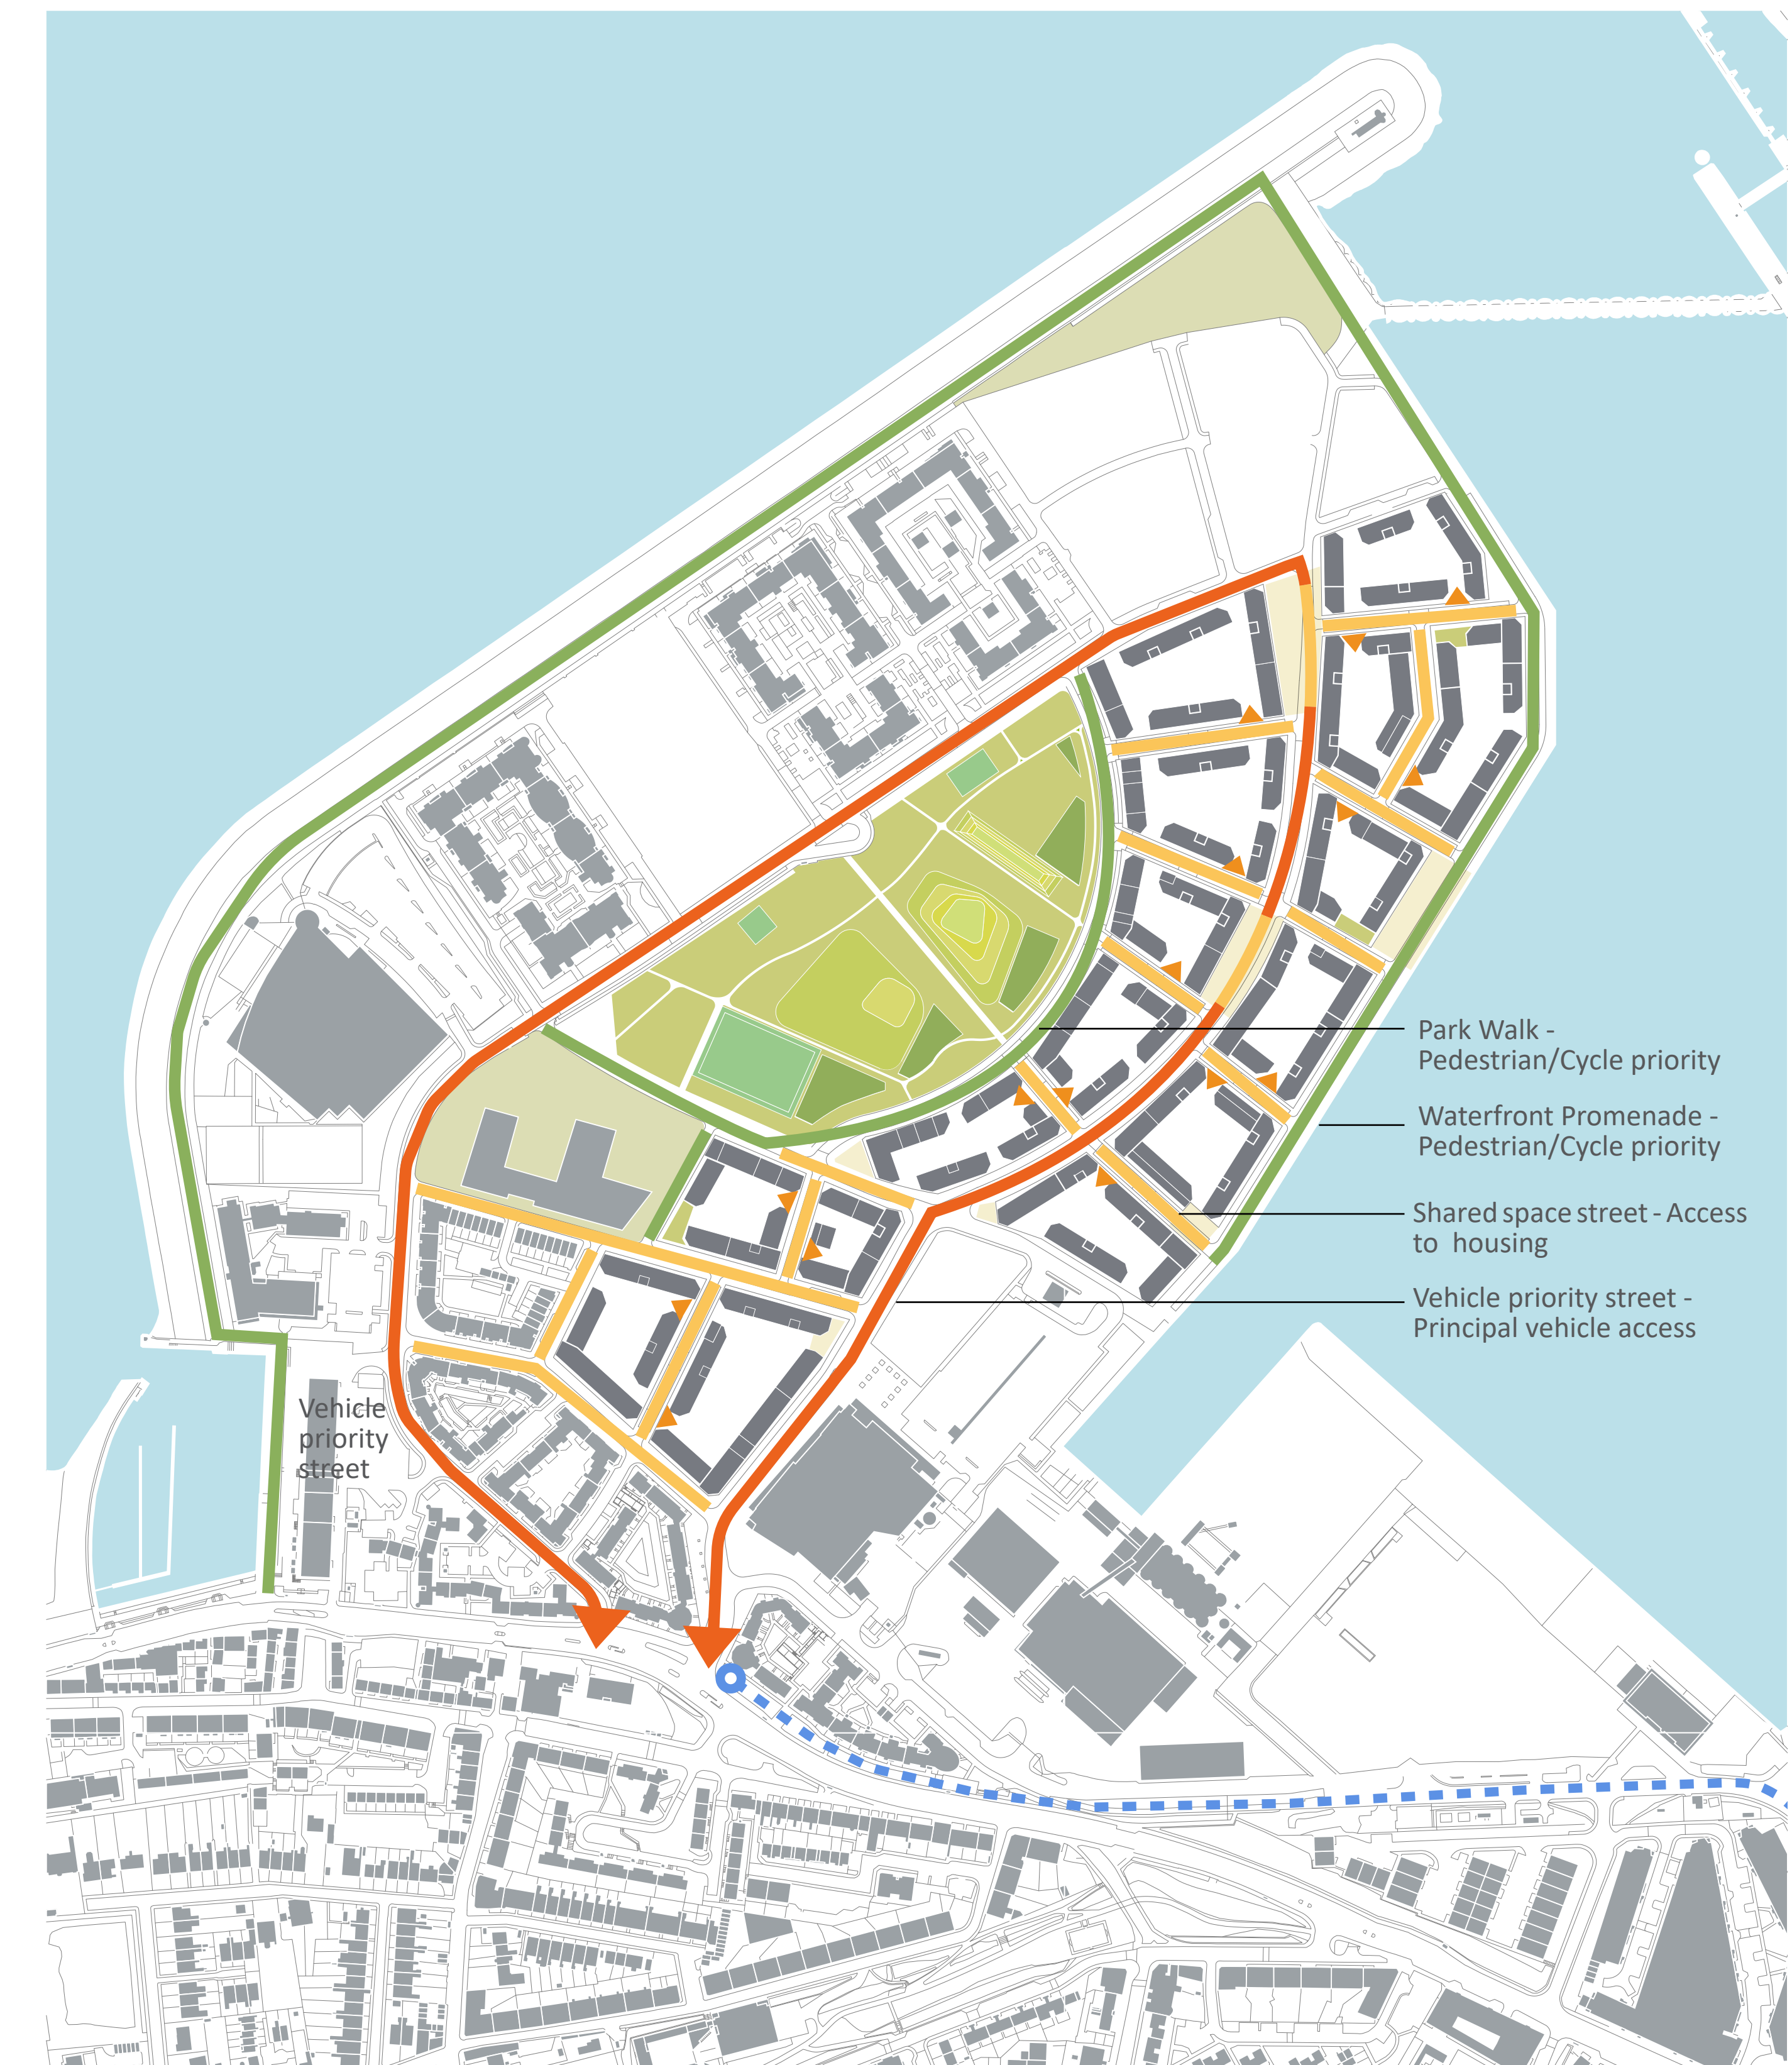 Park Walk -
Pedestrian/Cycle priority
Waterfront Promenade -
Pedestrian/Cycle priority
Shared space street - Access
to housing
Vehicle priority street -
Principal vehicle access
Vehicle
priority
street